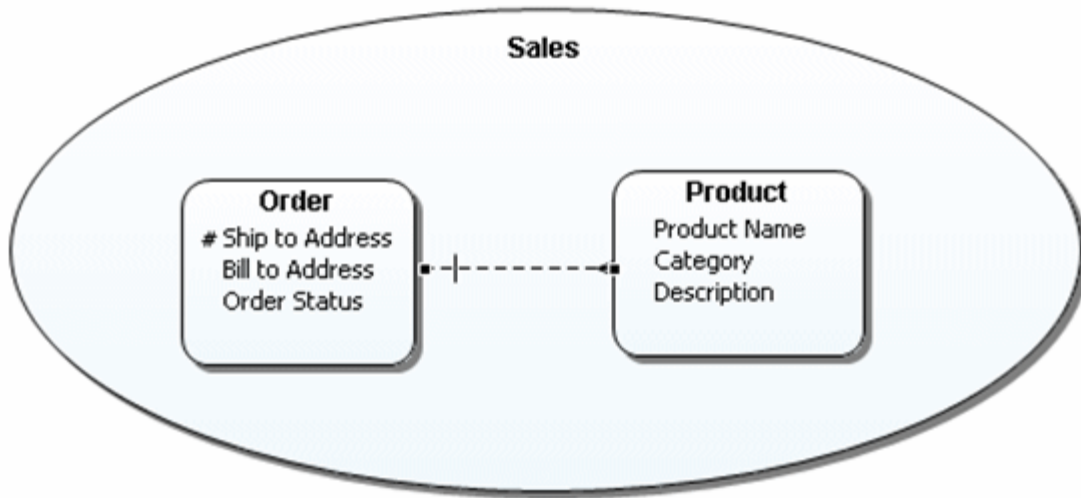 Sales
Order
# Ship to Address
Bill to Address
Order Status
Product
Product Name
Category
Description